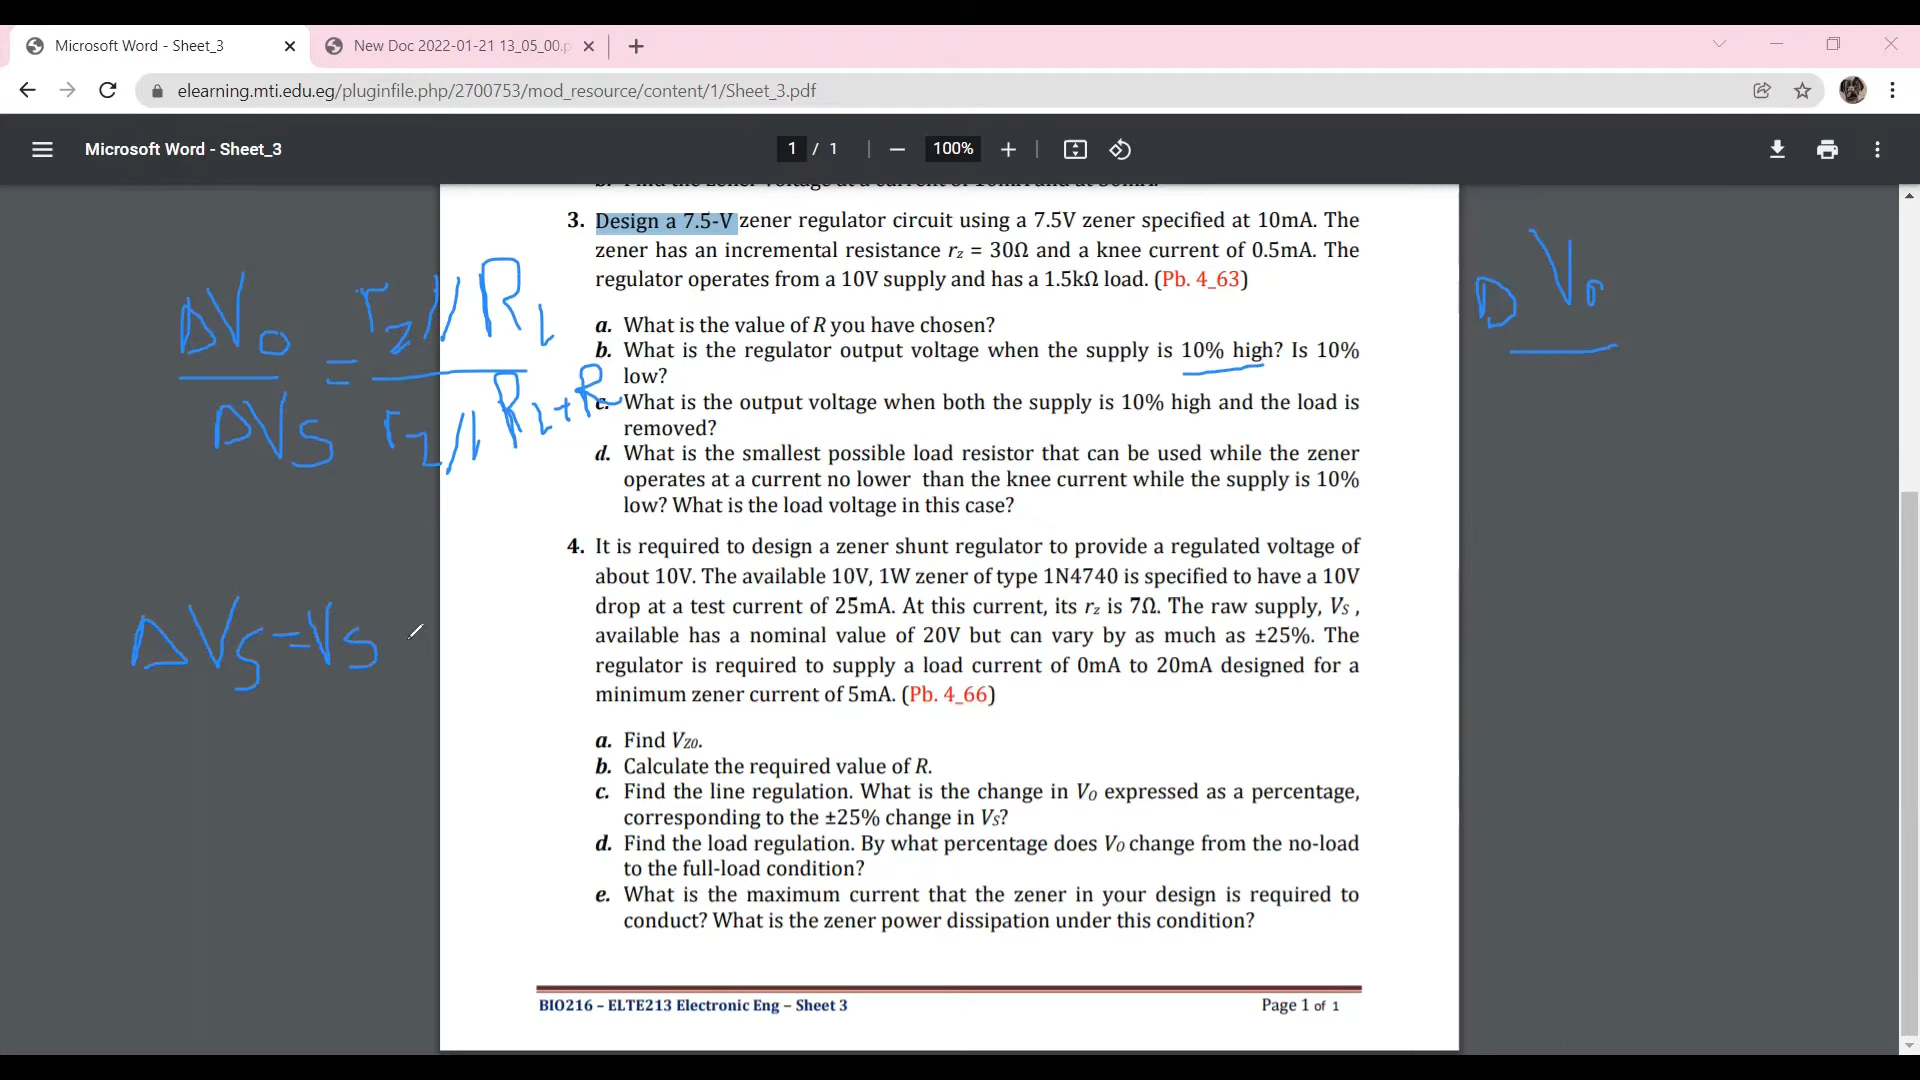 Microsoft Word - Sheet_3
New Doc 2022-01-21 13_05_00.p
elearning.mti.edu.eg/pluginfile.php/2700753/mod_resource/content/1/Sheet_3.pdf
Microsoft Word - Sheet_3
1 / 1
100%
3. Design a 7.5-V zener regulator circuit using a 7.5V zener specified at 10mA. The
zener has an incremental resistance rz = 30Ω and a knee current of 0.5mA. The
regulator operates from a 10V supply and has a 1.5kΩ load. (Pb. 4_63)
a. What is the value of R you have chosen?
b. What is the regulator output voltage when the supply is 10% high? Is 10%
low?
c. What is the output voltage when both the supply is 10% high and the load is
removed?
d. What is the smallest possible load resistor that can be used while the zener
operates at a current no lower than the knee current while the supply is 10%
low? What is the load voltage in this case?
4. It is required to design a zener shunt regulator to provide a regulated voltage of
about 10V. The available 10V, 1W zener of type 1N4740 is specified to have a 10V
drop at a test current of 25mA. At this current, its rz is 7Ω. The raw supply, VS ,
available has a nominal value of 20V but can vary by as much as ±25%. The
regulator is required to supply a load current of 0mA to 20mA designed for a
minimum zener current of 5mA. (Pb. 4_66)
a. Find VZ0.
b. Calculate the required value of R.
c. Find the line regulation. What is the change in VO expressed as a percentage,
corresponding to the ±25% change in VS?
d. Find the load regulation. By what percentage does VO change from the no-load
to the full-load condition?
e. What is the maximum current that the zener in your design is required to
conduct? What is the zener power dissipation under this condition?
BIO216 – ELTE213 Electronic Eng – Sheet 3
Page 1 of 1
ΔVO / ΔVS = rz // RL / rz // RL + R
ΔVS = VS